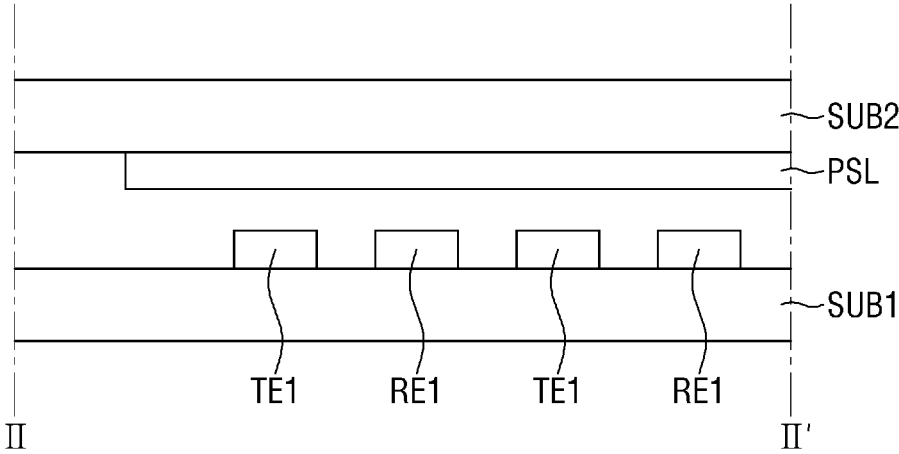 SUB2
PSL
SUB1
TE1 RE1 TE1 RE1
Ⅱ Ⅱ'